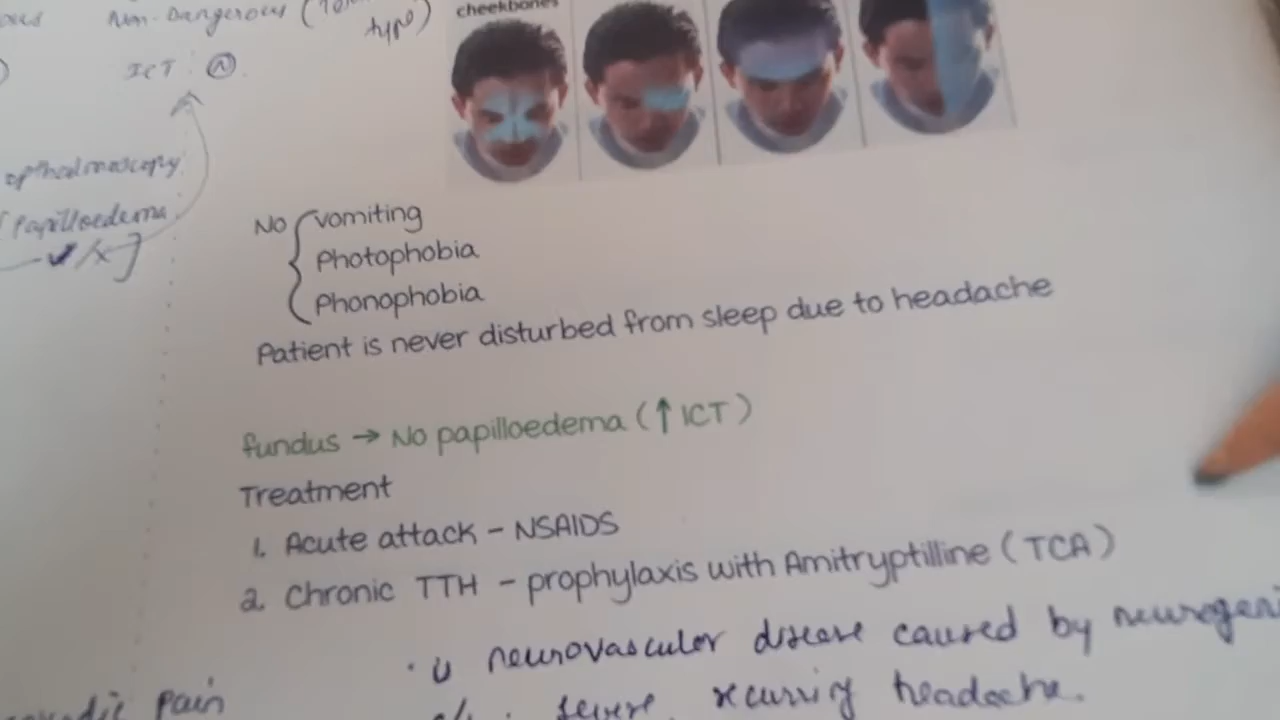 Non-Dangerous (
type)
cheekbones
ICT : (N)
opthalmoscopy
Papilloedema
No { vomiting
Photophobia
Phonophobia
Patient is never disturbed from sleep due to headache
fundus → No papilloedema (↑ICT)
Treatment
1. Acute attack - NSAIDS
2. Chronic TTH - prophylaxis with Amitryptilline (TCA)
neurovascular disease caused by
severe recurring headache.
pain